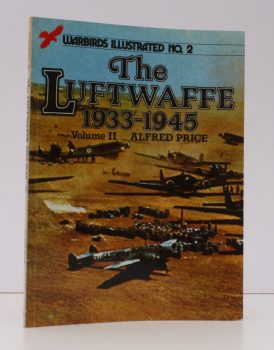 WARBIRDS ILLUSTRATED NO. 2
The
LUFTWAFFE
1933-1945
Volume II ALFRED PRICE